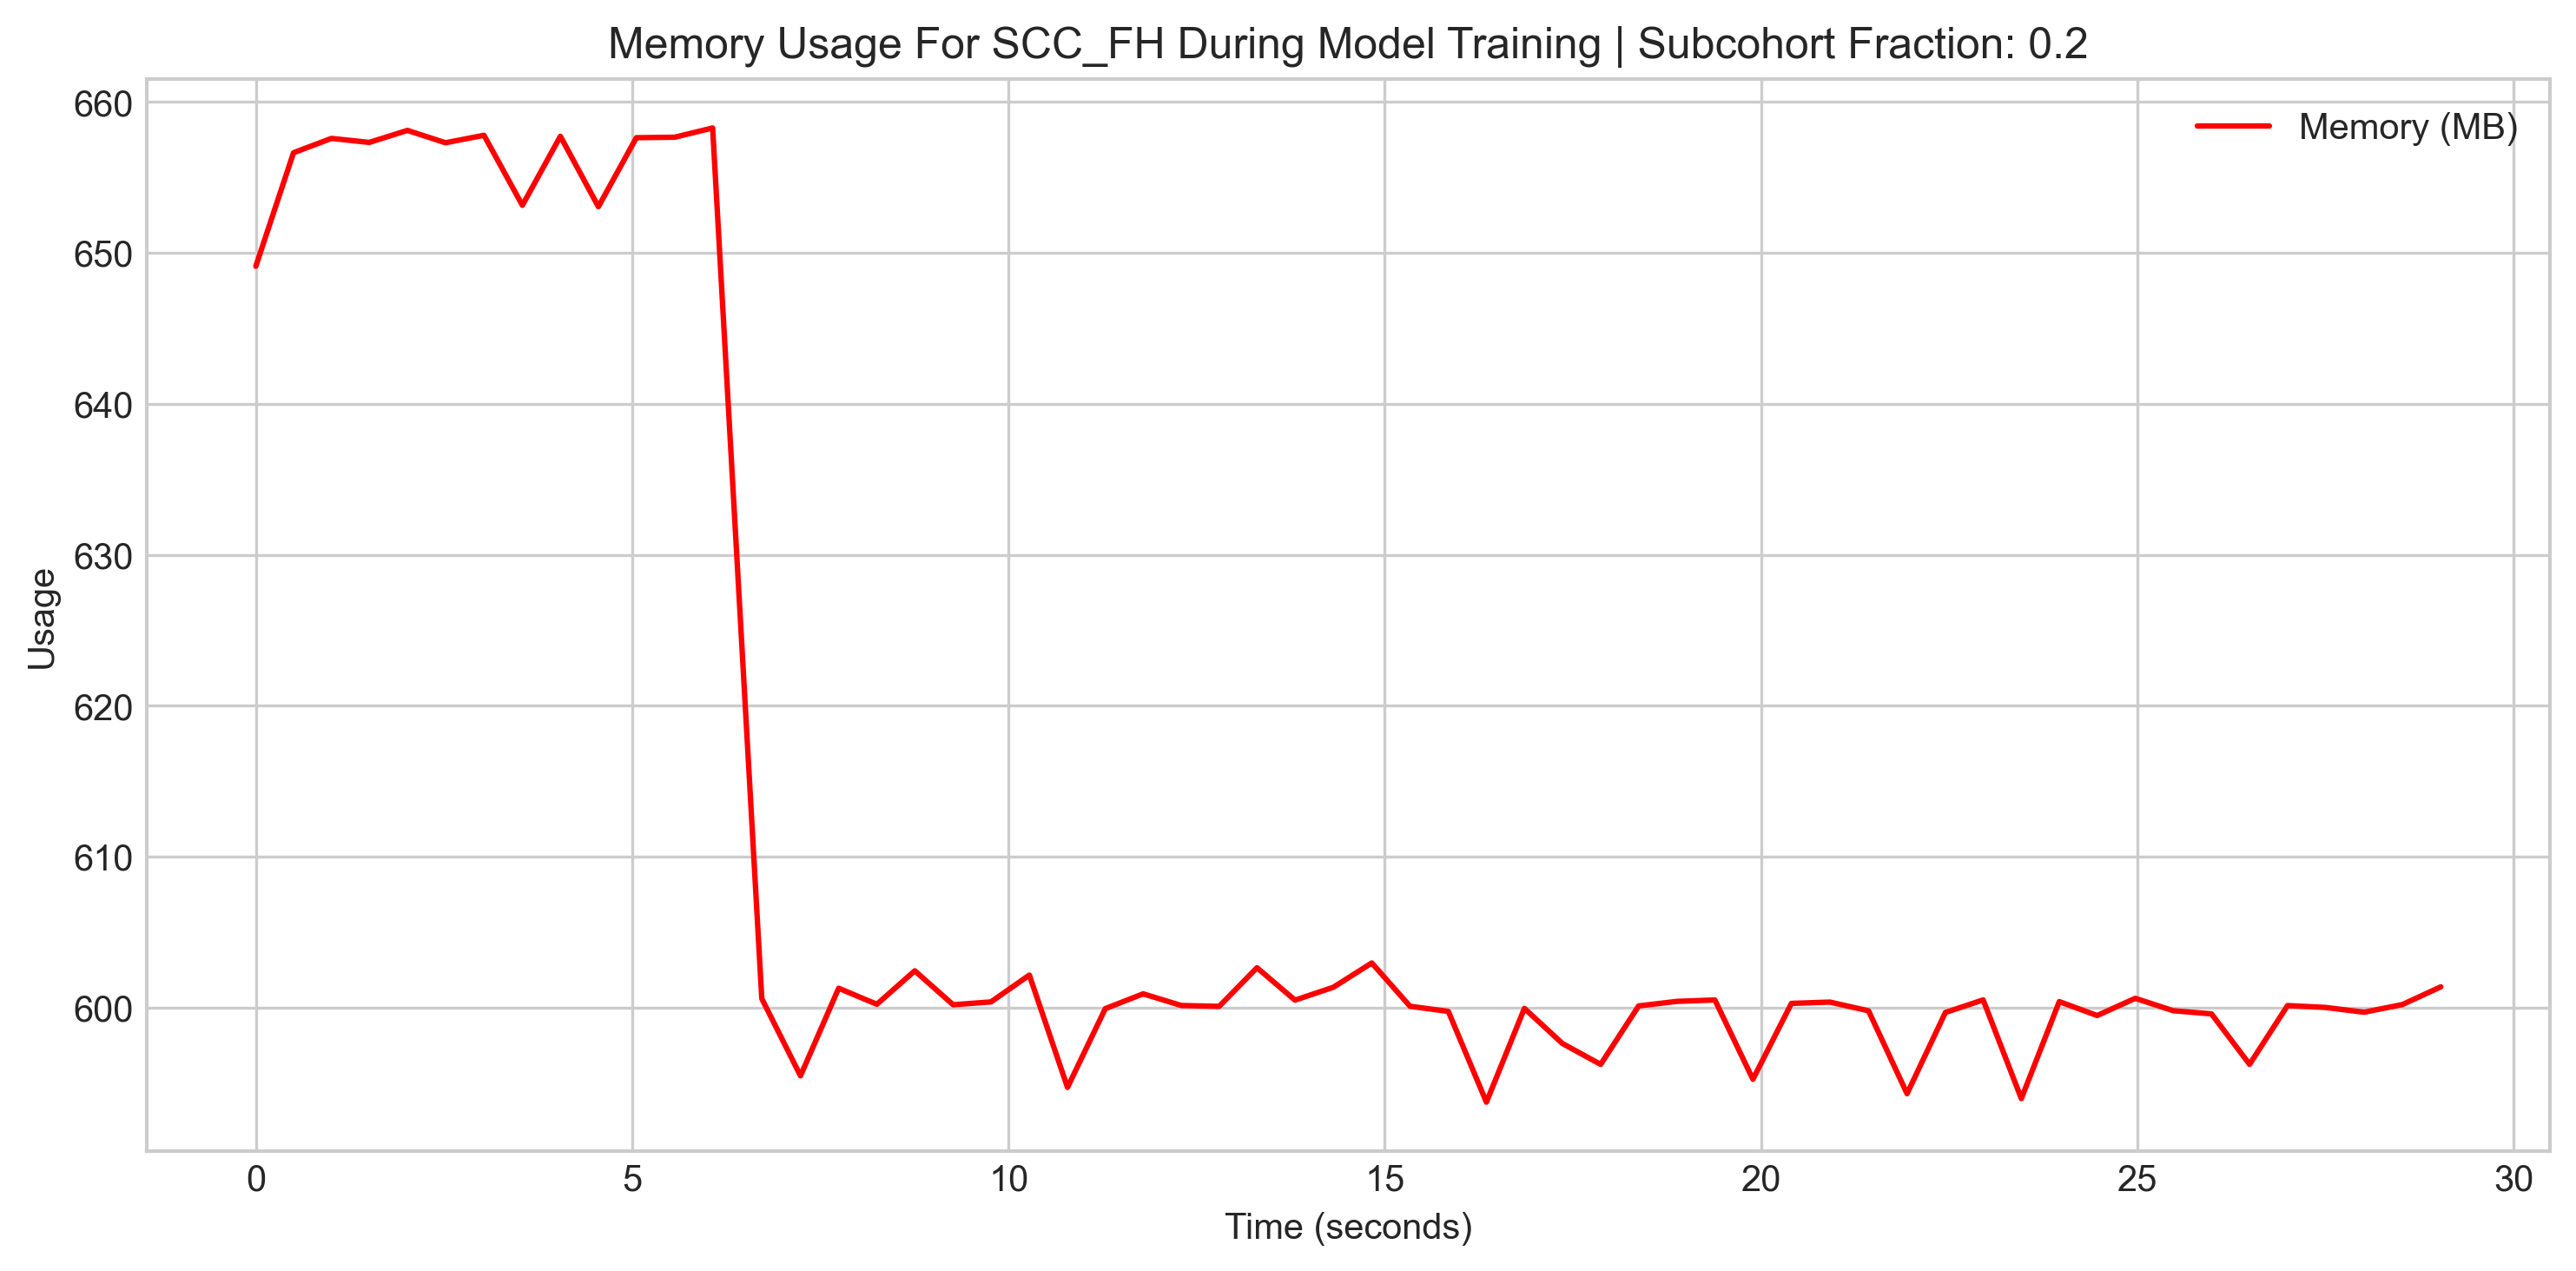 Memory Usage For SCC_FH During Model Training | Subcohort Fraction: 0.2
Memory (MB)
Usage
660
650
640
630
620
610
600
0 5 10 15 20 25 30
Time (seconds)